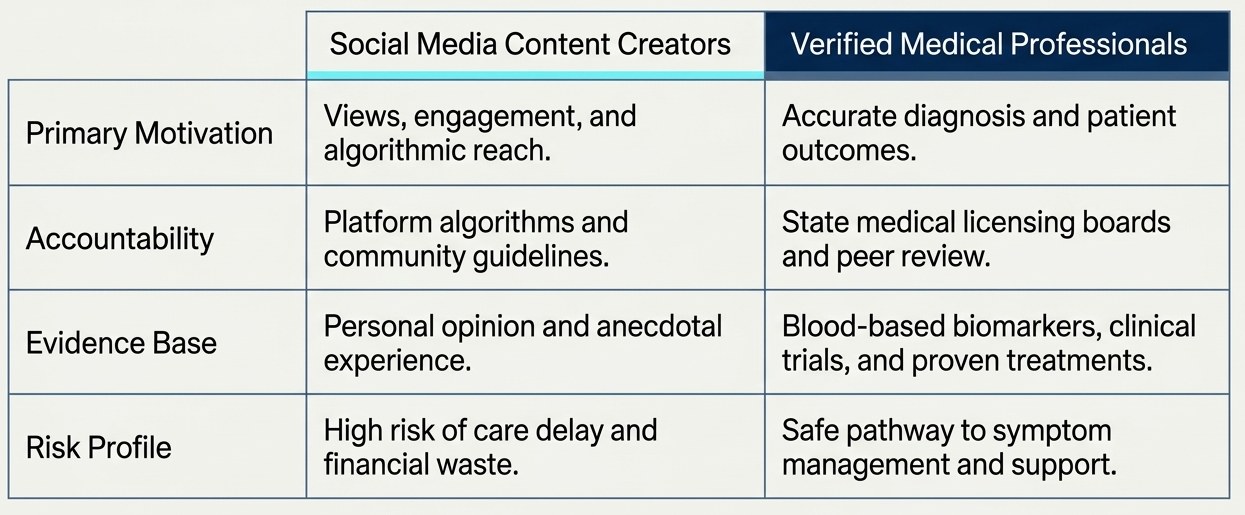 Social Media Content Creators
Verified Medical Professionals
Primary Motivation
Views, engagement, and
algorithmic reach.
Accurate diagnosis and patient
outcomes.
Accountability
Platform algorithms and
community guidelines.
State medical licensing boards
and peer review.
Evidence Base
Personal opinion and anecdotal
experience.
Blood-based biomarkers, clinical
trials, and proven treatments.
Risk Profile
High risk of care delay and
financial waste.
Safe pathway to symptom
management and support.